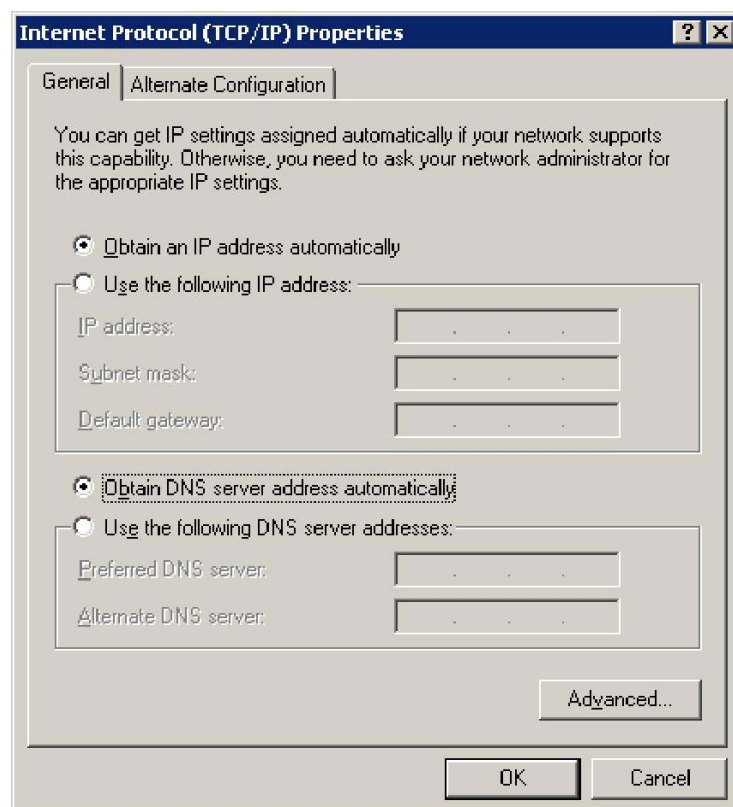 Internet Protocol (TCP/IP) Properties
General
Alternate Configuration
You can get IP settings assigned automatically if your network supports
this capability. Otherwise, you need to ask your network administrator for
the appropriate IP settings.
Obtain an IP address automatically
Use the following IP address:
IP address:
Subnet mask:
Default gateway:
Obtain DNS server address automatically
Use the following DNS server addresses:
Preferred DNS server:
Alternate DNS server:
Advanced...
OK
Cancel